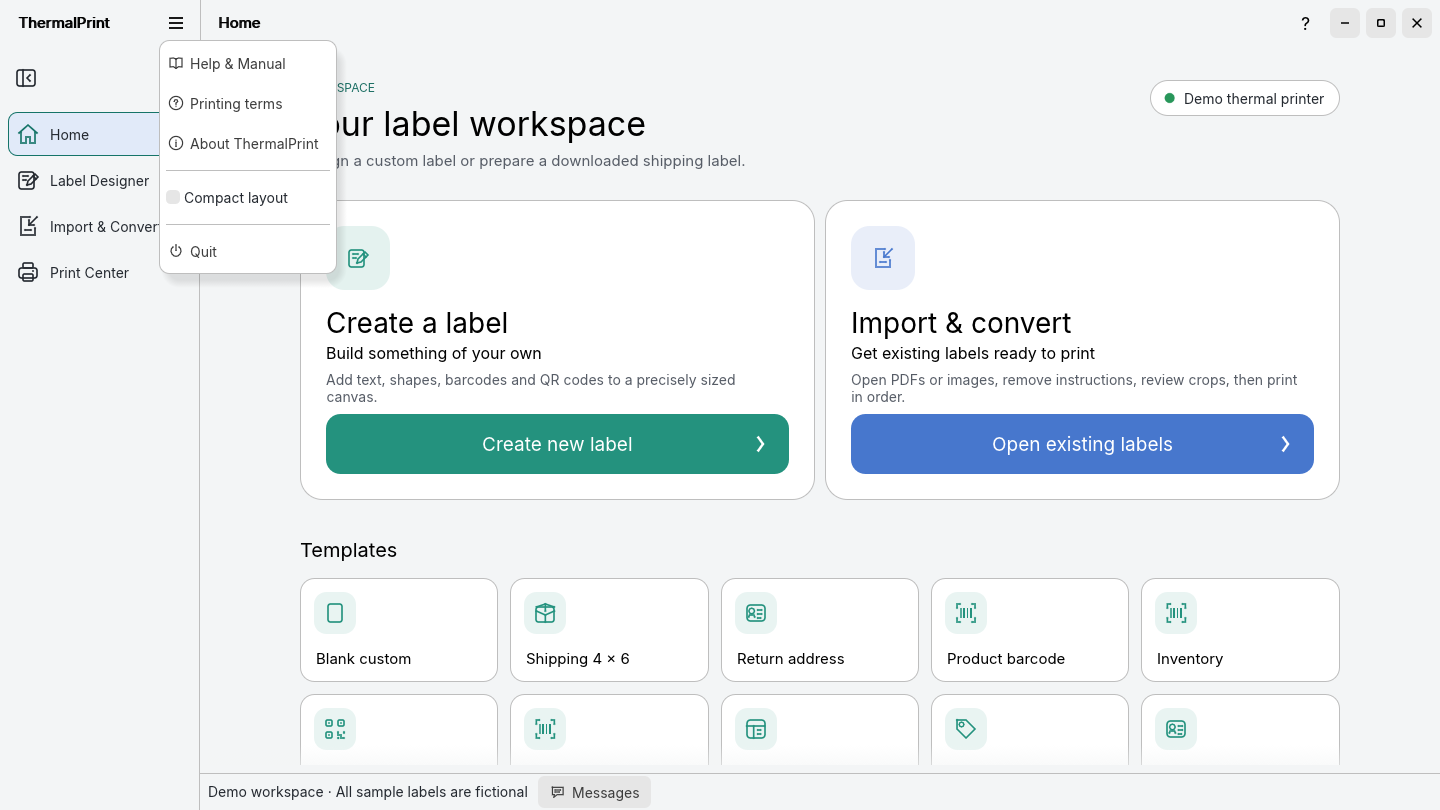 ThermalPrint
Home
?
Help & Manual
Printing terms
About ThermalPrint
Compact layout
Quit
Home
Label Designer
Import & Conver
Print Center
SPACE
our label workspace
gn a custom label or prepare a downloaded shipping label.
Demo thermal printer
Create a label
Build something of your own
Add text, shapes, barcodes and QR codes to a precisely sized
canvas.
Create new label
Import & convert
Get existing labels ready to print
Open PDFs or images, remove instructions, review crops, then print
in order.
Open existing labels
Templates
Blank custom
Shipping 4 × 6
Return address
Product barcode
Inventory
Demo workspace · All sample labels are fictional
Messages